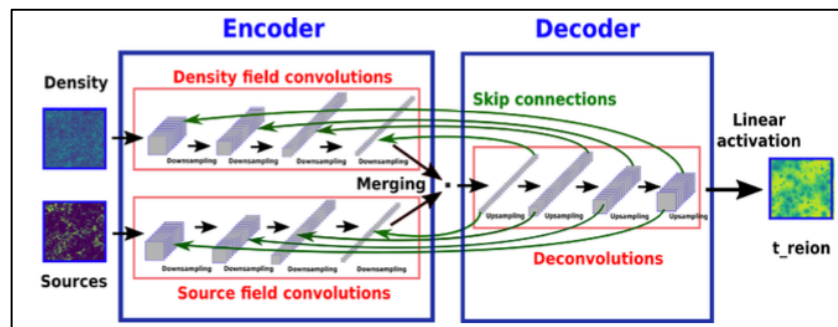 Encoder
Decoder
Density
Density field convolutions
Downsampling
Downsampling
Downsampling
Downsampling
Skip connections
Linear
activation
Merging
Upsampling
Upsampling
Upsampling
Upsampling
t_reion
Deconvolutions
Downsampling
Downsampling
Downsampling
Downsampling
Sources
Source field convolutions